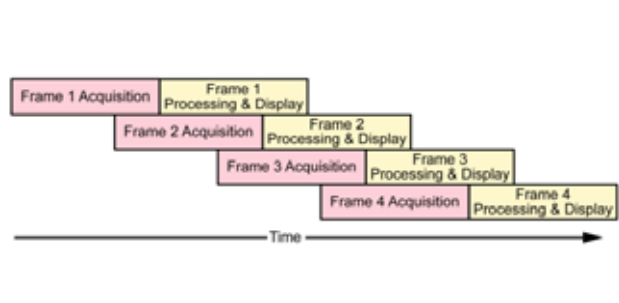 Frame 1 Acquisition
Frame 1
Processing & Display
Frame 2 Acquisition
Frame 2
Processing & Display
Frame 3 Acquisition
Frame 3
Processing & Display
Frame 4 Acquisition
Frame 4
Processing & Display
Time